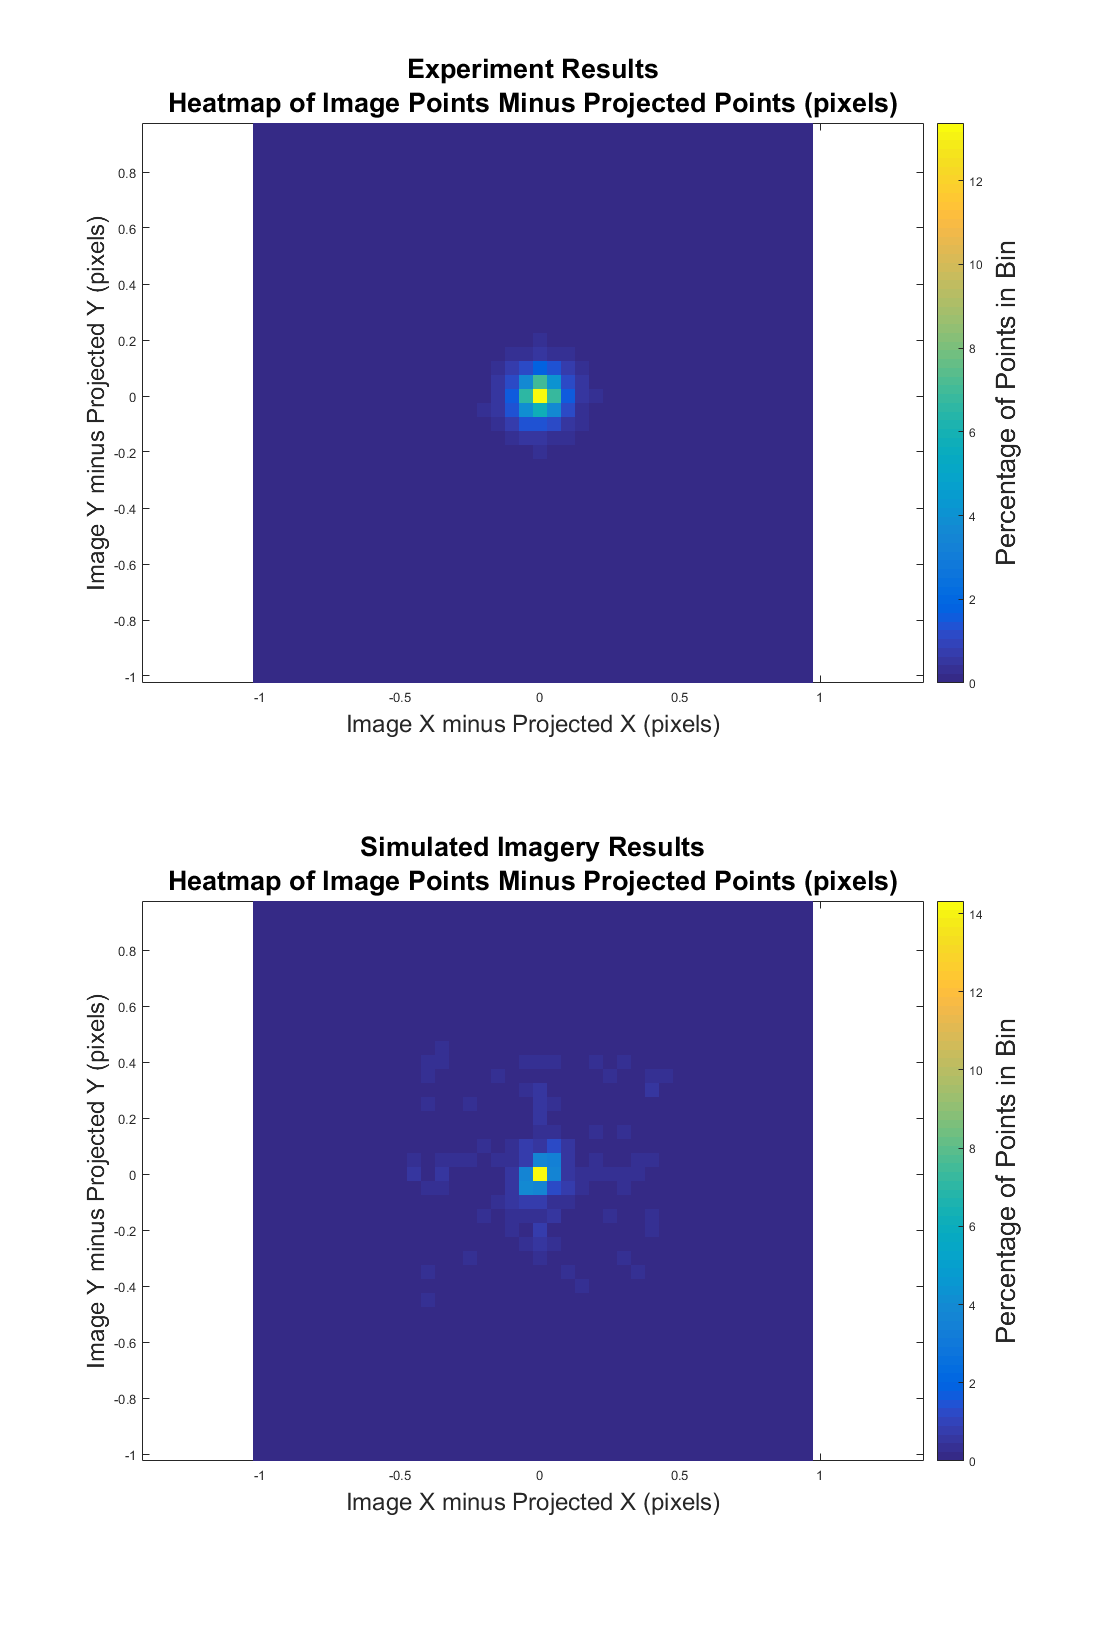 Experiment Results
Heatmap of Image Points Minus Projected Points (pixels)
Image Y minus Projected Y (pixels)
0.8
0.6
0.4
0.2
0
-0.2
-0.4
-0.6
-0.8
-1
-1 -0.5 0 0.5 1
Image X minus Projected X (pixels)
12
10
8
6
4
2
0
Percentage of Points in Bin
Simulated Imagery Results
Heatmap of Image Points Minus Projected Points (pixels)
Image Y minus Projected Y (pixels)
0.8
0.6
0.4
0.2
0
-0.2
-0.4
-0.6
-0.8
-1
-1 -0.5 0 0.5 1
Image X minus Projected X (pixels)
14
12
10
8
6
4
2
0
Percentage of Points in Bin